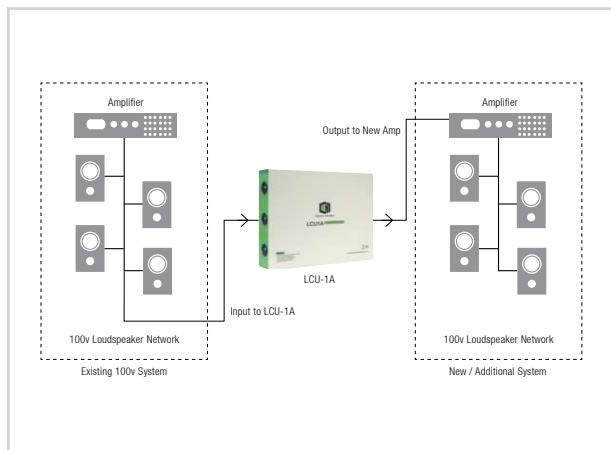 Amplifier
Amplifier
Output to New Amp
LCU1A
LCU-1A
Input to LCU-1A
100v Loudspeaker Network
100v Loudspeaker Network
Existing 100v System
New / Additional System